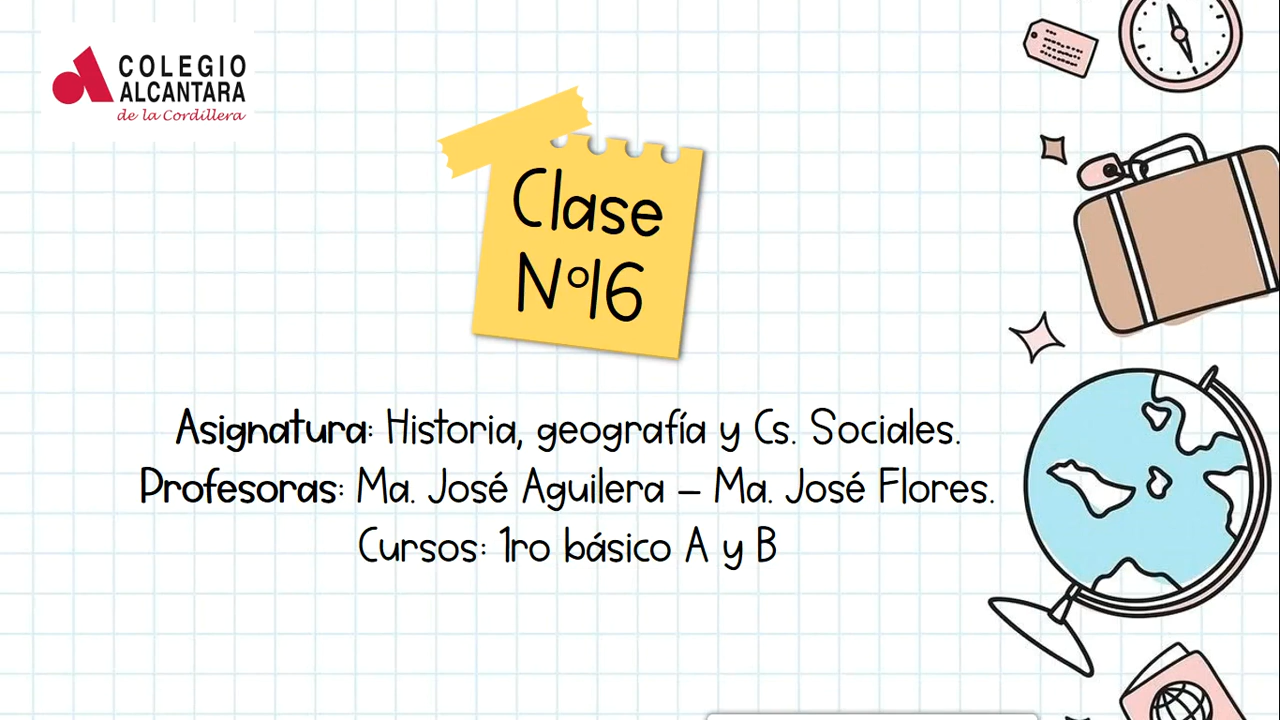 COLEGIO
ALCANTARA
de la Cordillera
Clase
Nº16
Asignatura: Historia, geografía y Cs. Sociales.
Profesoras: Ma. José Aguilera – Ma. José Flores.
Cursos: 1ro básico A y B